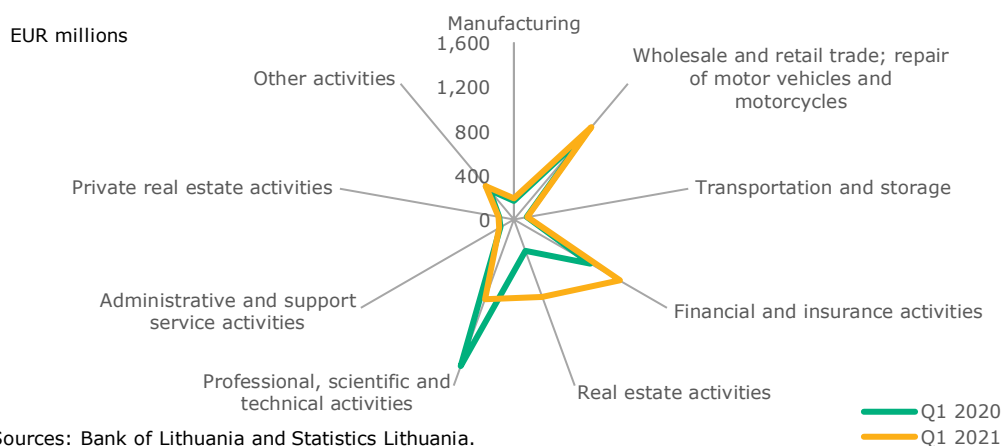 Manufacturing
EUR millions
1,600
1,200
800
400
0
Wholesale and retail trade; repair
of motor vehicles and
motorcycles
Transportation and storage
Financial and insurance activities
Real estate activities
Professional, scientific and
technical activities
Administrative and support
service activities
Private real estate activities
Other activities
Q1 2020
Q1 2021
ources: Bank of Lithuania and Statistics Lithuania.